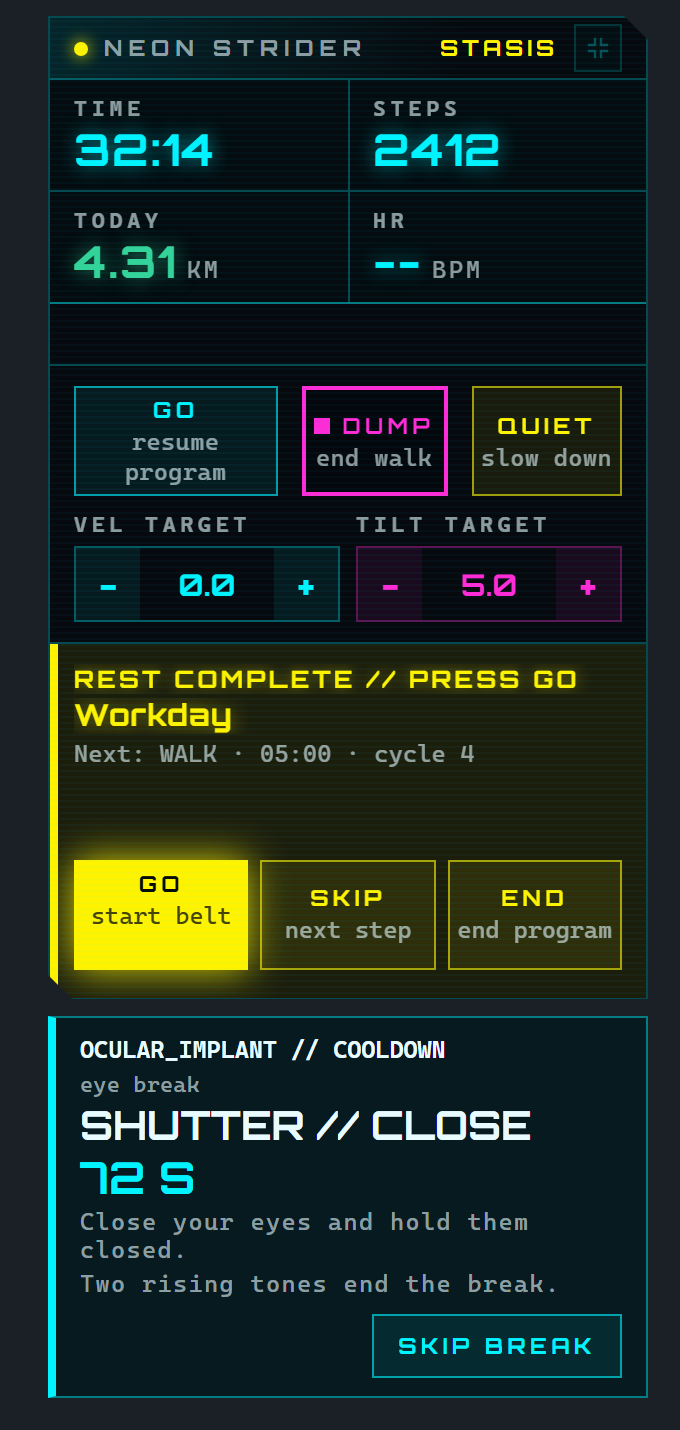 NEON STRIDER STASIS
TIME STEPS
32:14 2412
TODAY HR
4.31 KM -- BPM
GO
resume
program
DUMP
end walk
QUIET
slow down
VEL TARGET TILT TARGET
- 0.0 + - 5.0 +
REST COMPLETE // PRESS GO
Workday
Next: WALK · 05:00 · cycle 4
GO
start belt
SKIP
next step
END
end program
OCULAR_IMPLANT // COOLDOWN
eye break
SHUTTER // CLOSE
72 S
Close your eyes and hold them
closed.
Two rising tones end the break.
SKIP BREAK